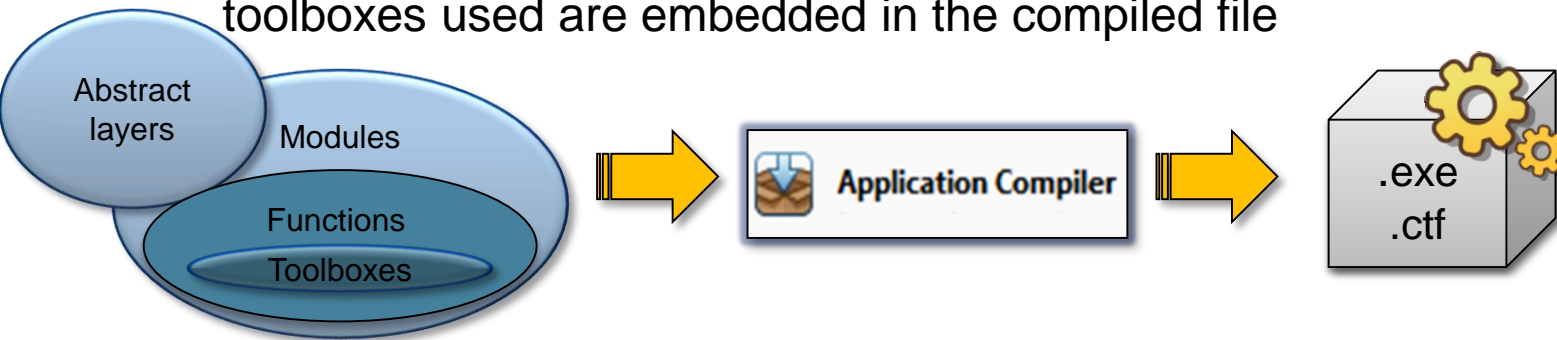 toolboxes used are embedded in the compiled file
Abstract
layers
Modules
Functions
Toolboxes
Application Compiler
.exe
.ctf